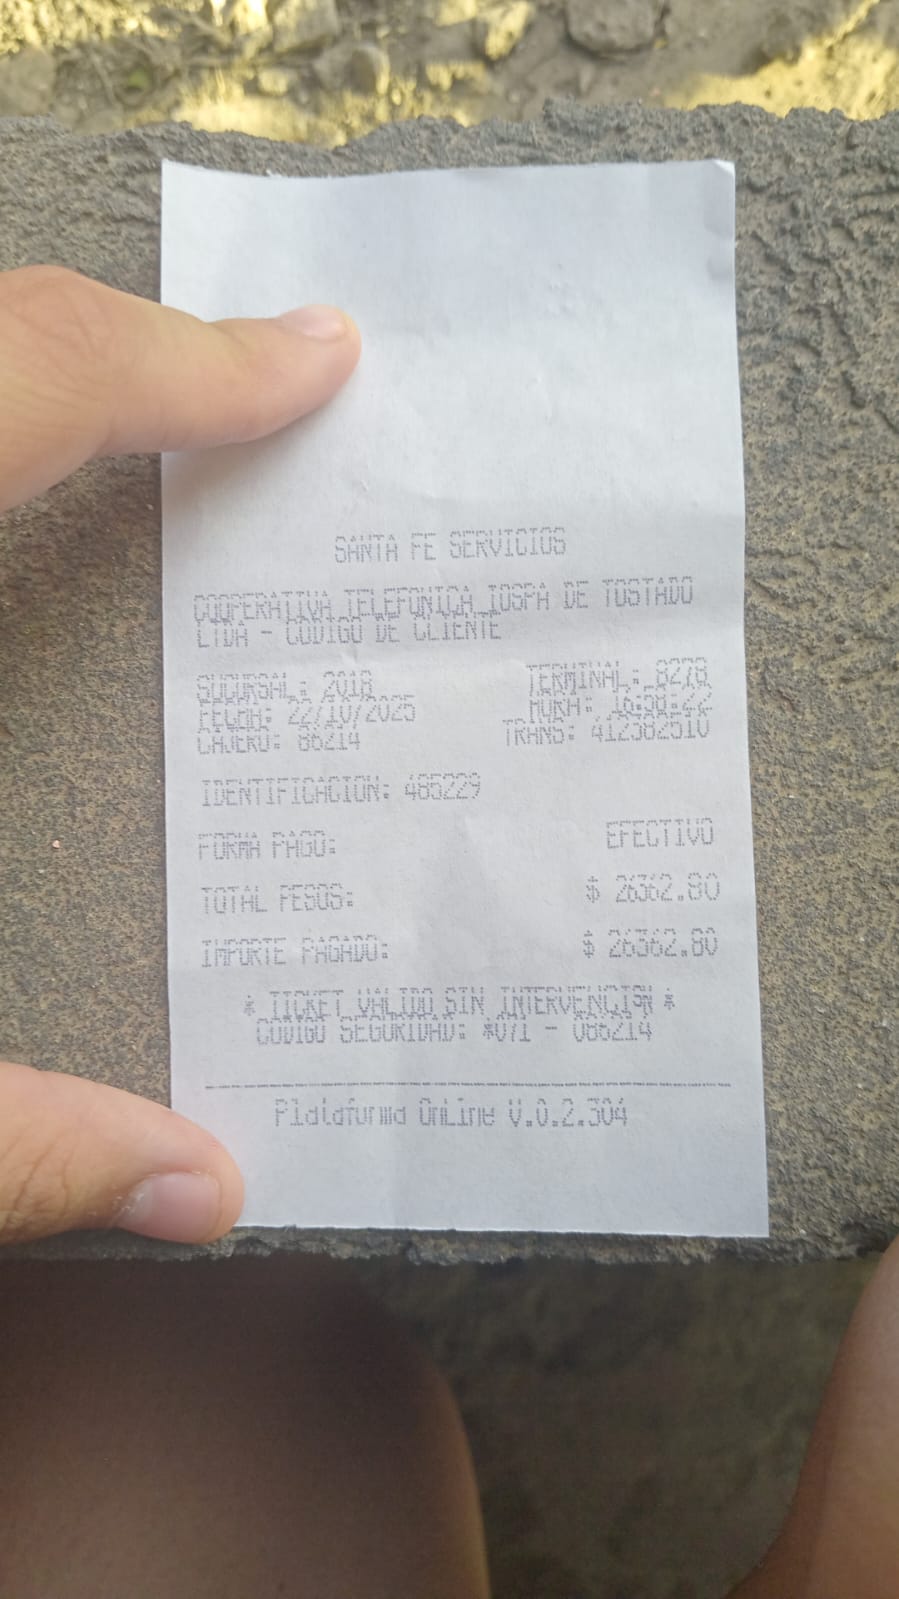 SANTA FE SERVICIOS
COOPERATIVA TELEFONICA IOSPA DE TOSTADO
LTDA - CODIGO DE CLIENTE
SUCURSAL: 2018 TERMINAL: 8278
FECHA: 22/10/2025 HORA: 16:58:22
CAJERO: 86214 TRANS: 412382510
IDENTIFICACION: 485229
FORMA PAGO: EFECTIVO
TOTAL PESOS: $ 26362.80
IMPORTE PAGADO: $ 26362.80
* TICKET VALIDO SIN INTERVENCION *
CODIGO SEGURIDAD: *071 - 086214
Plataforma OnLine V.0.2.304